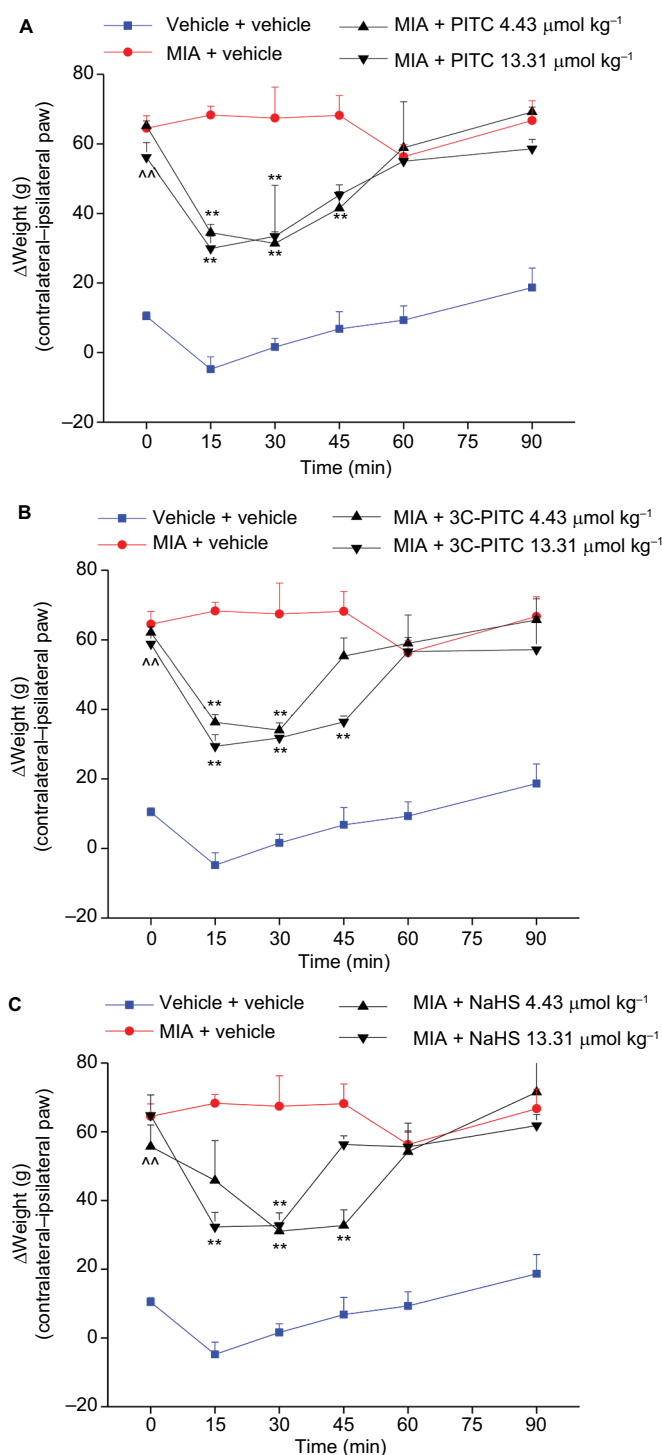 A
Vehicle + vehicle
MIA + vehicle
MIA + PITC 4.43 μmol kg⁻¹
MIA + PITC 13.31 μmol kg⁻¹
ΔWeight (g)
(contralateral–ipsilateral paw)
80
60
40
20
0
–20
^^
**
**
**
**
**
0 15 30 45 60 75 90
Time (min)
B
Vehicle + vehicle
MIA + vehicle
MIA + 3C-PITC 4.43 μmol kg⁻¹
MIA + 3C-PITC 13.31 μmol kg⁻¹
ΔWeight (g)
(contralateral–ipsilateral paw)
80
60
40
20
0
–20
^^
**
**
**
**
**
0 15 30 45 60 75 90
Time (min)
C
Vehicle + vehicle
MIA + vehicle
MIA + NaHS 4.43 μmol kg⁻¹
MIA + NaHS 13.31 μmol kg⁻¹
ΔWeight (g)
(contralateral–ipsilateral paw)
80
60
40
20
0
–20
^^
**
**
**
**
0 15 30 45 60 75 90
Time (min)